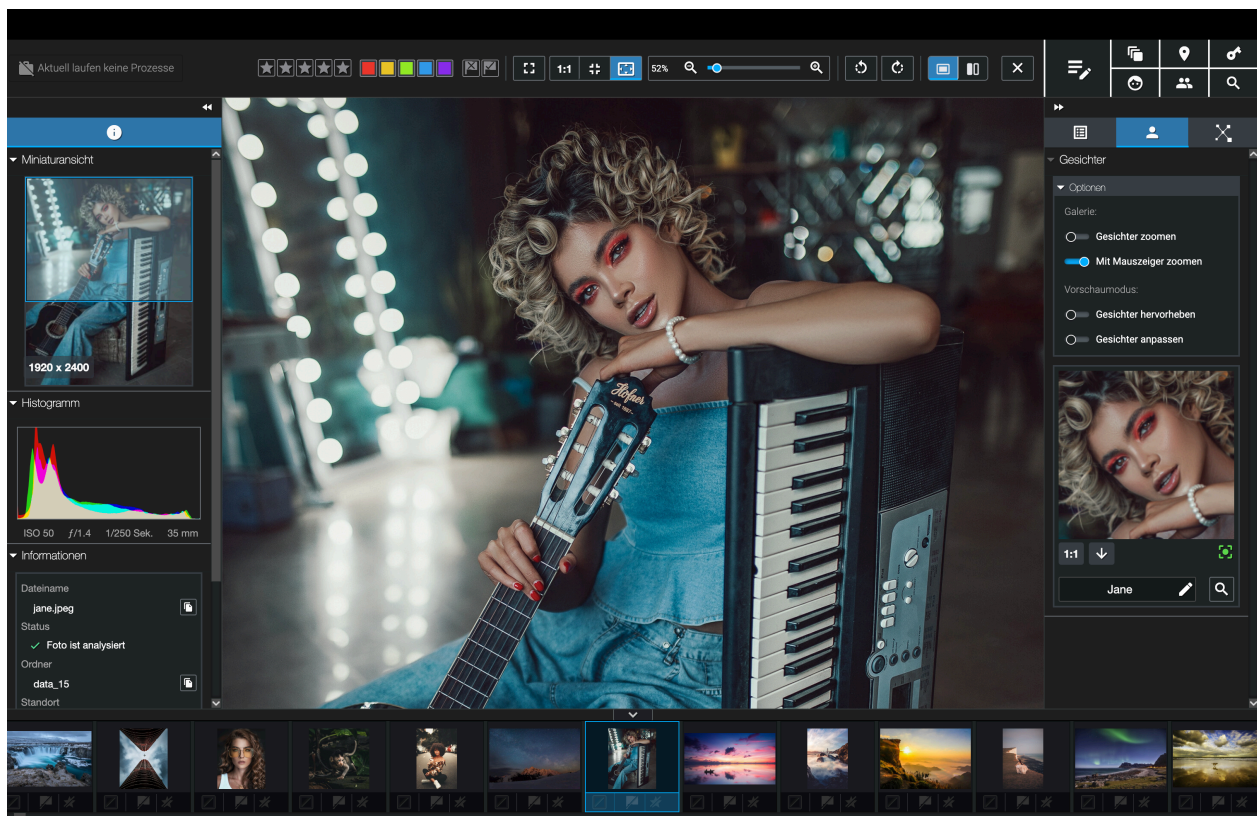 Aktuell laufen keine Prozesse
1:1
52%
Miniaturansicht
1920 x 2400
Histogramm
ISO 50 ƒ/1.4 1/250 Sek. 35 mm
Informationen
Dateiname
jane.jpeg
Status
Foto ist analysiert
Ordner
data_15
Standort
Höfner
Gesichter
Optionen
Galerie:
Gesichter zoomen
Mit Mauszeiger zoomen
Vorschaumodus:
Gesichter hervorheben
Gesichter anpassen
1:1
Jane